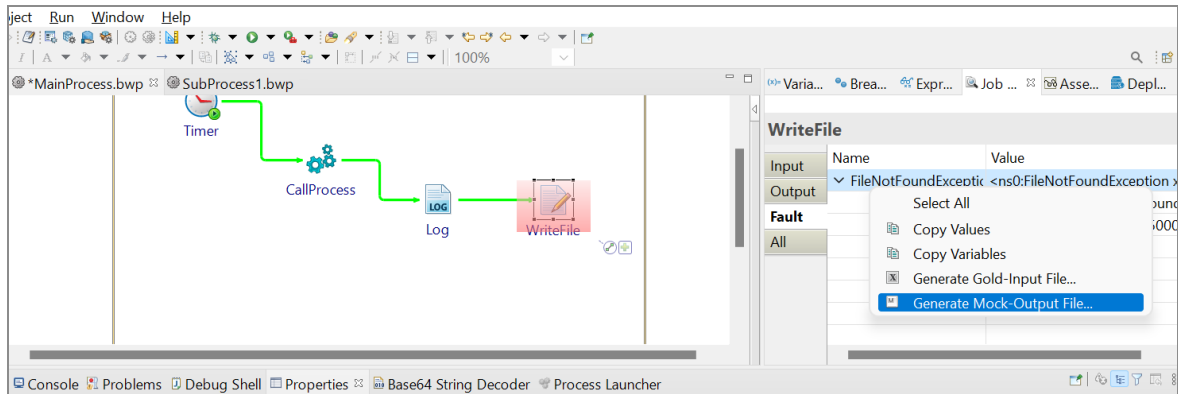 ject Run Window Help
I A 100%
*MainProcess.bwp SubProcess1.bwp
(x)= Varia... Brea... Expr... Job ... Asse... Depl...
Timer
CallProcess
LOG
Log
WriteFile
WriteFile
Input
Output
Fault
All
Name Value
FileNotFoundExceptic <ns0:FileNotFoundException x
Select All
Copy Values
Copy Variables
Generate Gold-Input File...
Generate Mock-Output File...
Console Problems Debug Shell Properties Base64 String Decoder Process Launcher